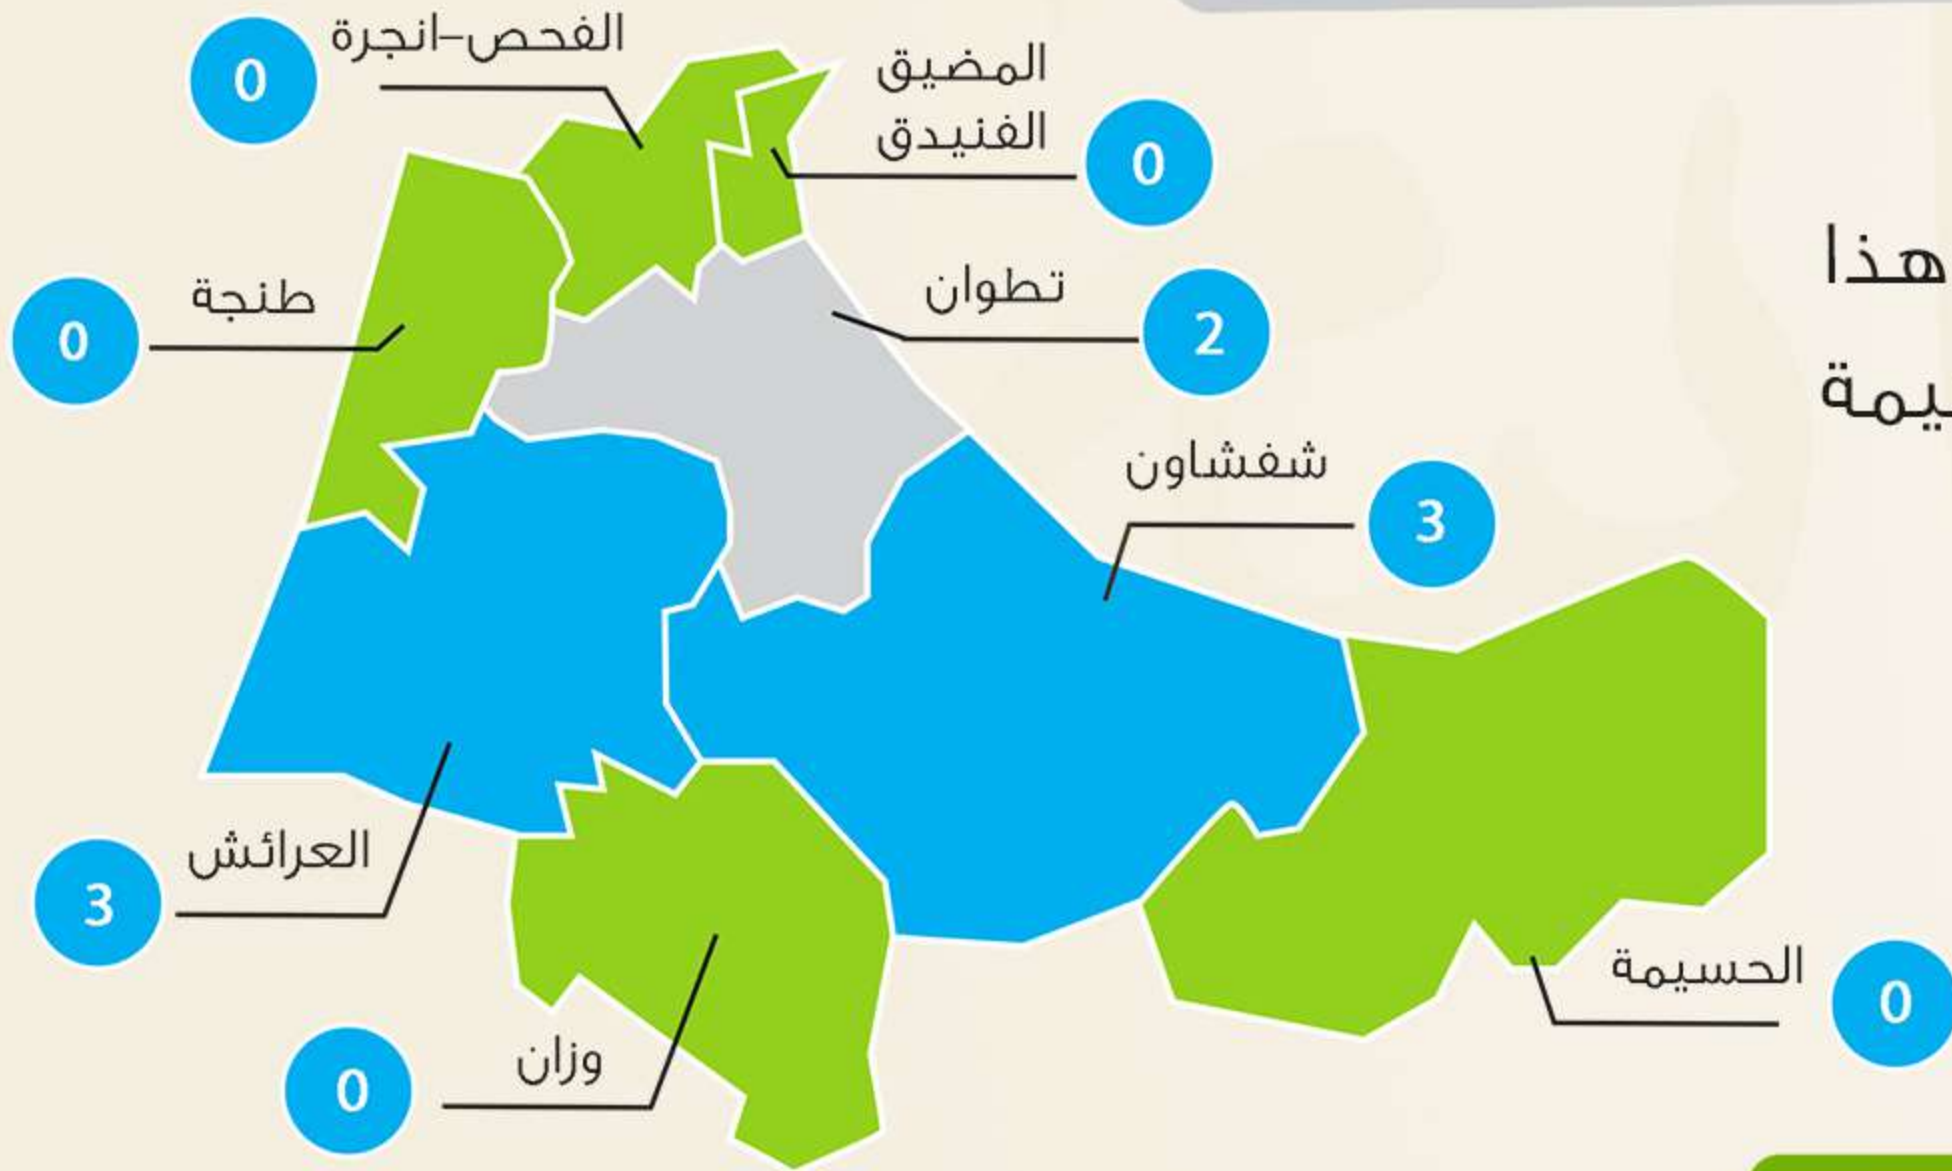 الفحص-انجرة
0
المضيق
الفنيدق
0
هذا
طنجة
0
تطوان
2
شفشاون
3
العرائش
3
الحسيمة
0
وزان
0